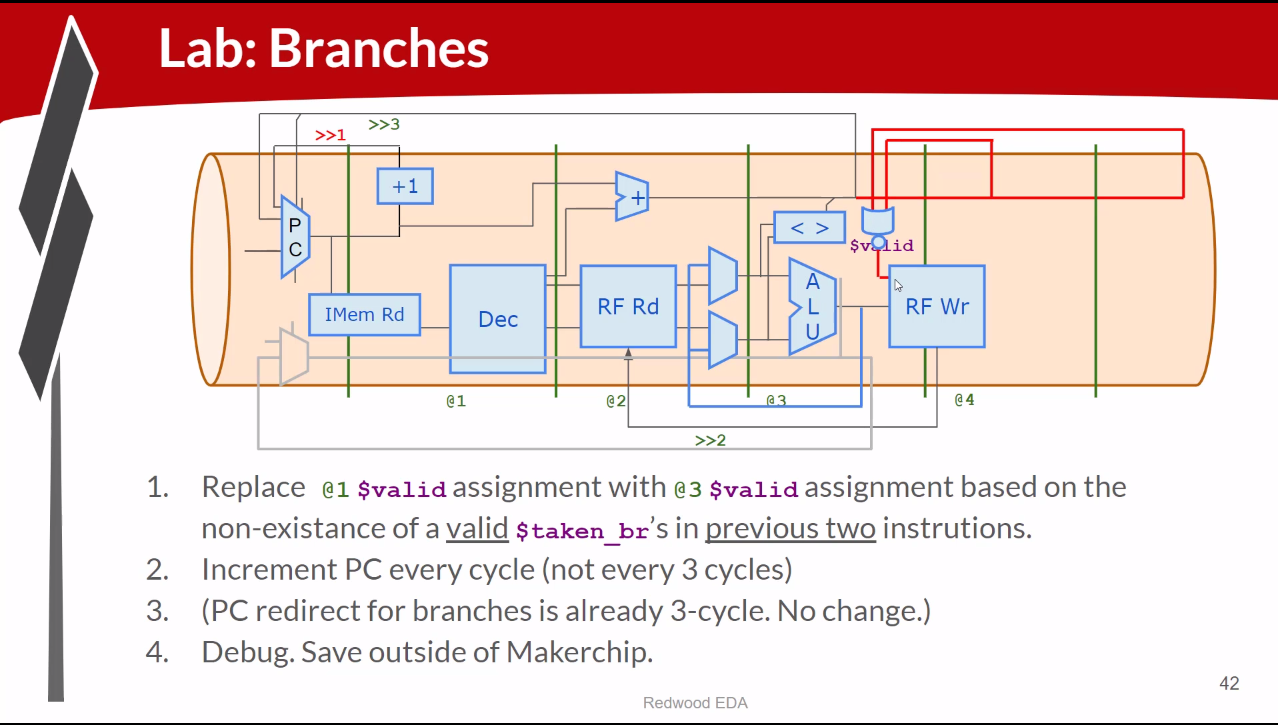 Lab: Branches
>>3
>>1
+1
+
P
C
< >
$valid
A
L
U
IMem Rd
Dec
RF Rd
RF Wr
@1
@2
@3
@4
>>2
1. Replace @1 $valid assignment with @3 $valid assignment based on the
non-existance of a valid $taken_br's in previous two instrutions.
2. Increment PC every cycle (not every 3 cycles)
3. (PC redirect for branches is already 3-cycle. No change.)
4. Debug. Save outside of Makerchip.
42
Redwood EDA